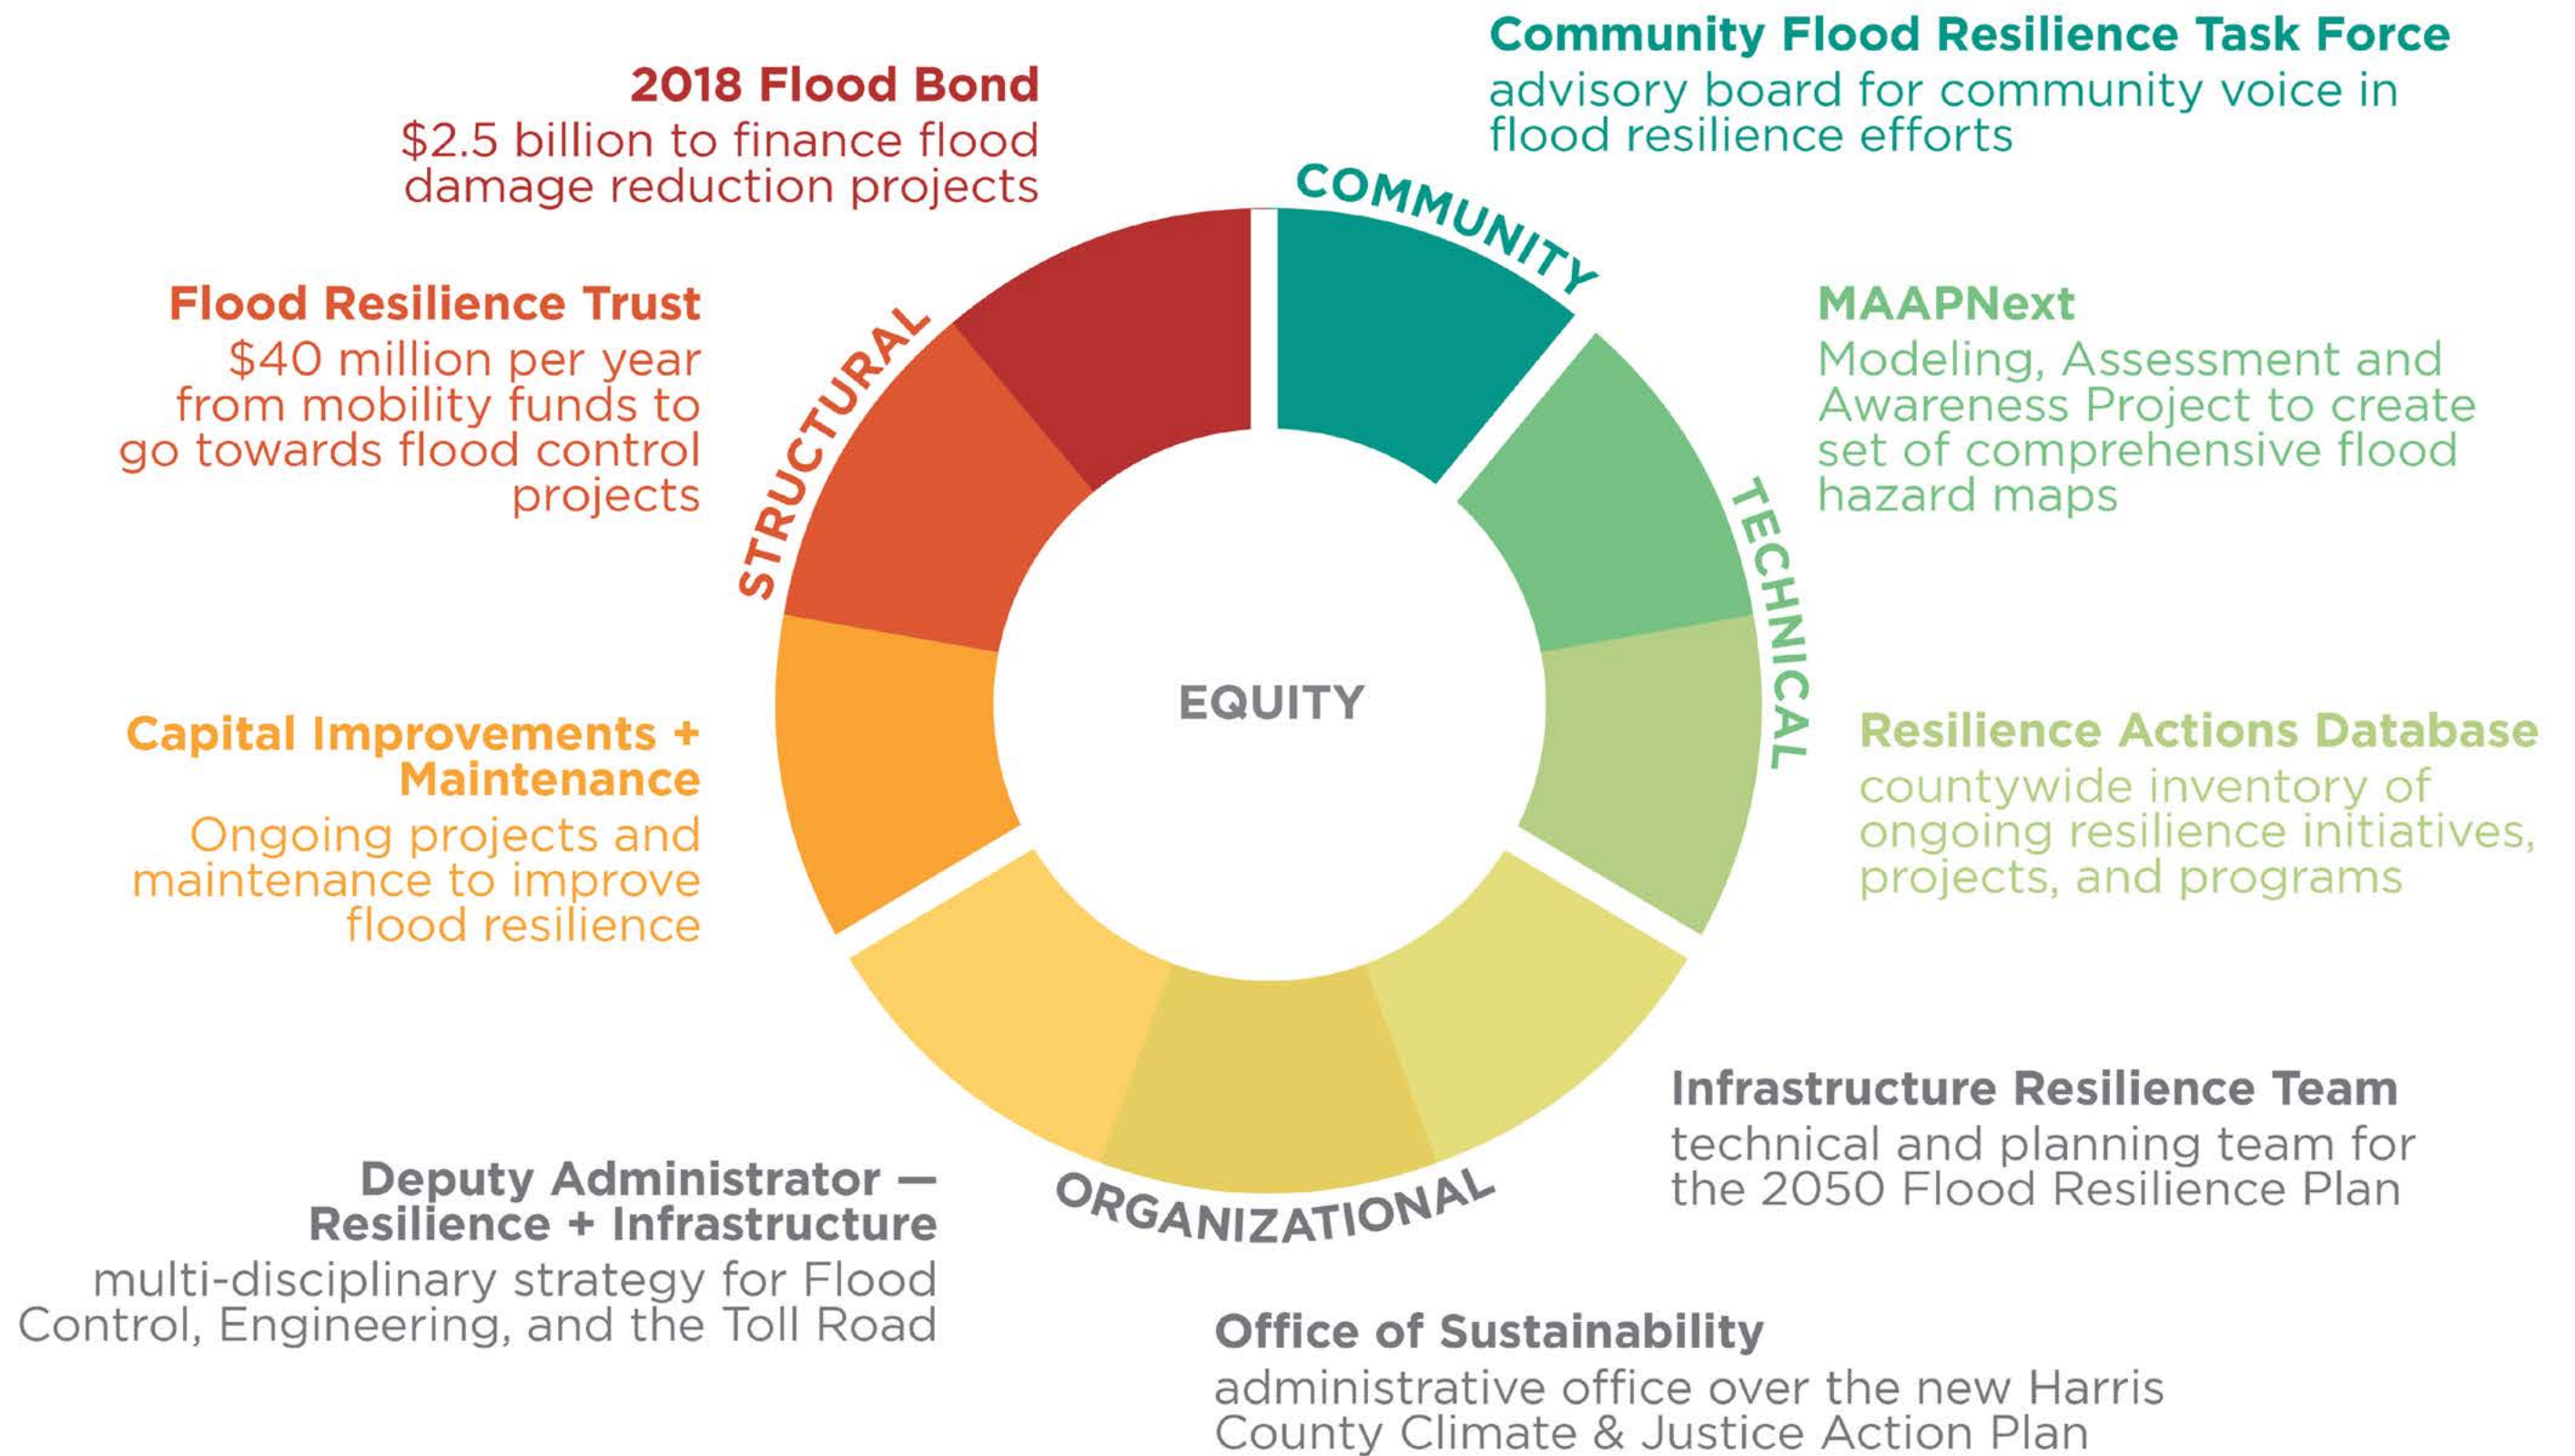 2018 Flood Bond
$2.5 billion to finance flood
damage reduction projects
Community Flood Resilience Task Force
advisory board for community voice in
flood resilience efforts
COMMUNITY
Flood Resilience Trust
$40 million per year
from mobility funds to
go towards flood control
projects
STRUCTURAL
MAAPNext
Modeling, Assessment and
Awareness Project to create
set of comprehensive flood
hazard maps
TECHNICAL
EQUITY
Capital Improvements +
Maintenance
Ongoing projects and
maintenance to improve
flood resilience
Resilience Actions Database
countywide inventory of
ongoing resilience initiatives,
projects, and programs
Infrastructure Resilience Team
technical and planning team for
the 2050 Flood Resilience Plan
ORGANIZATIONAL
Deputy Administrator —
Resilience + Infrastructure
multi-disciplinary strategy for Flood
Control, Engineering, and the Toll Road
Office of Sustainability
administrative office over the new Harris
County Climate & Justice Action Plan